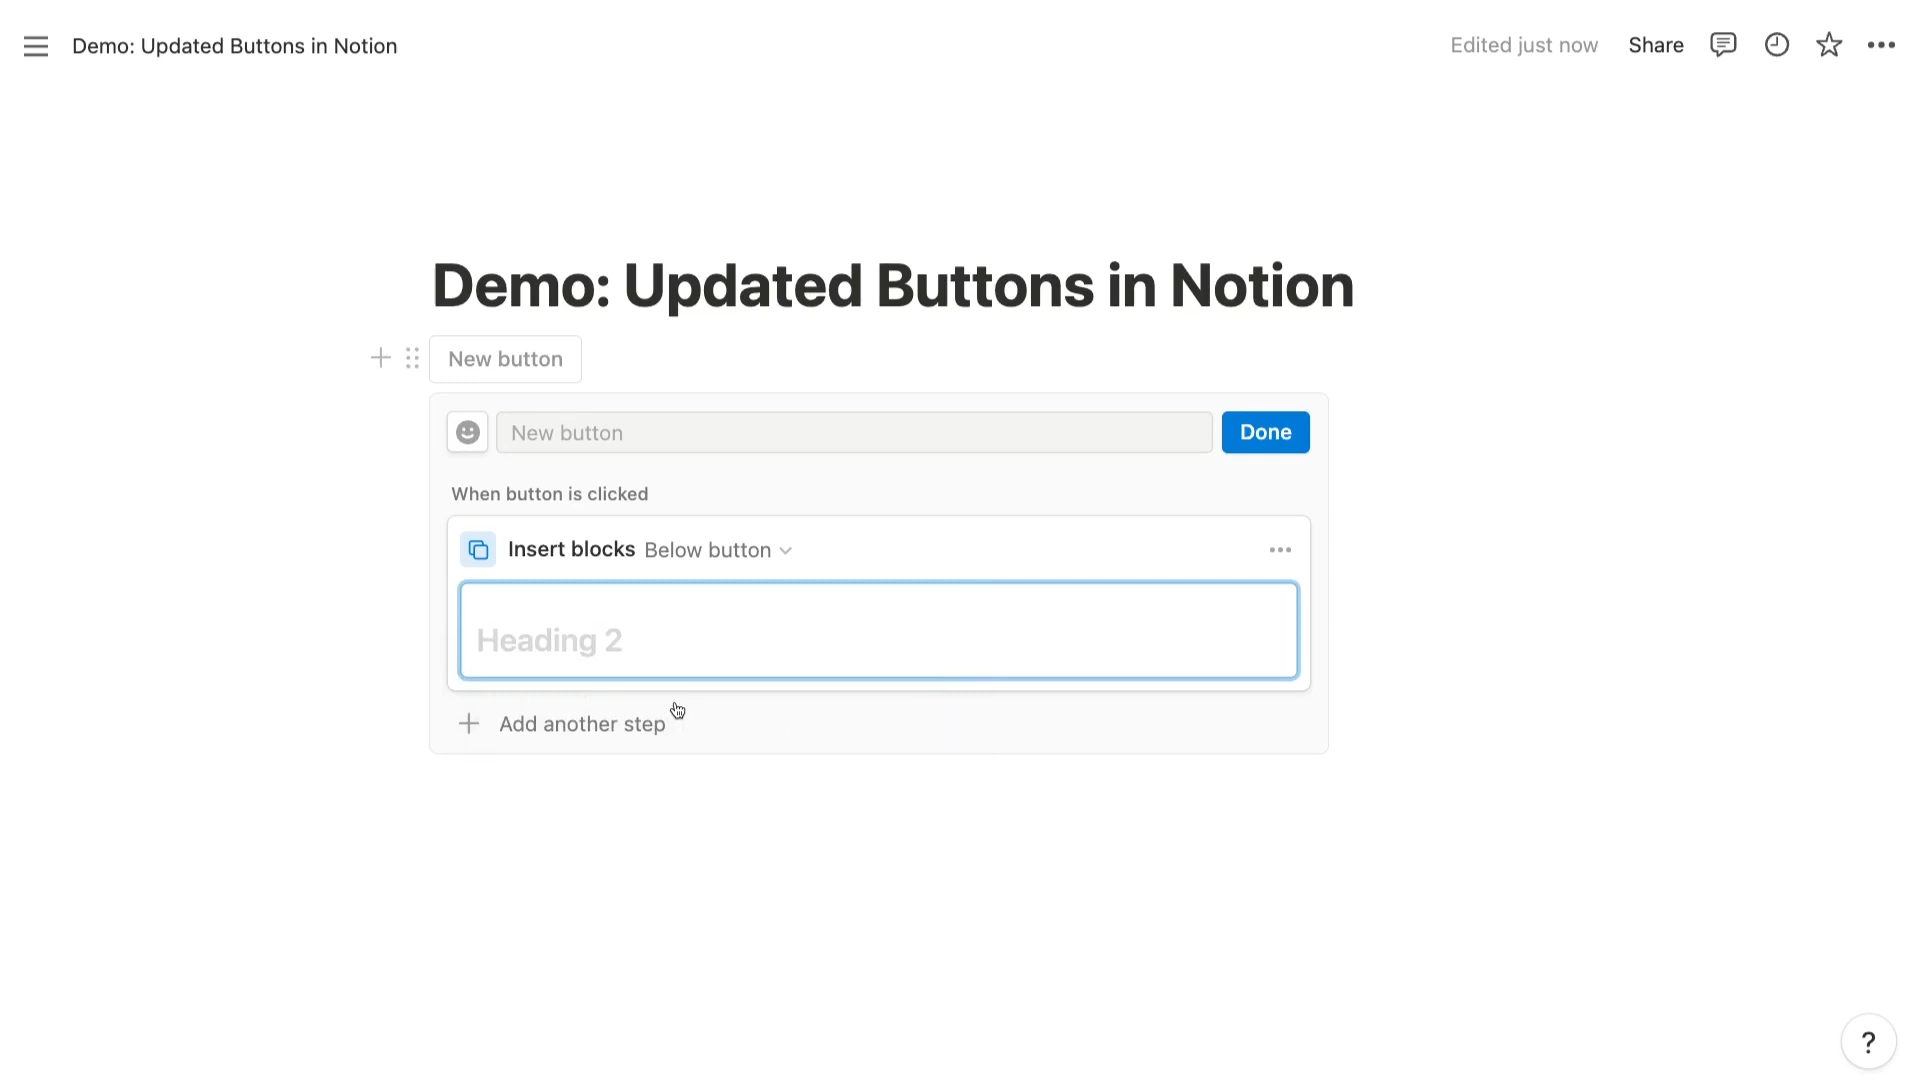 Demo: Updated Buttons in Notion
Edited just now
Share
Demo: Updated Buttons in Notion
New button
New button
Done
When button is clicked
Insert blocks Below button
Heading 2
Add another step
?